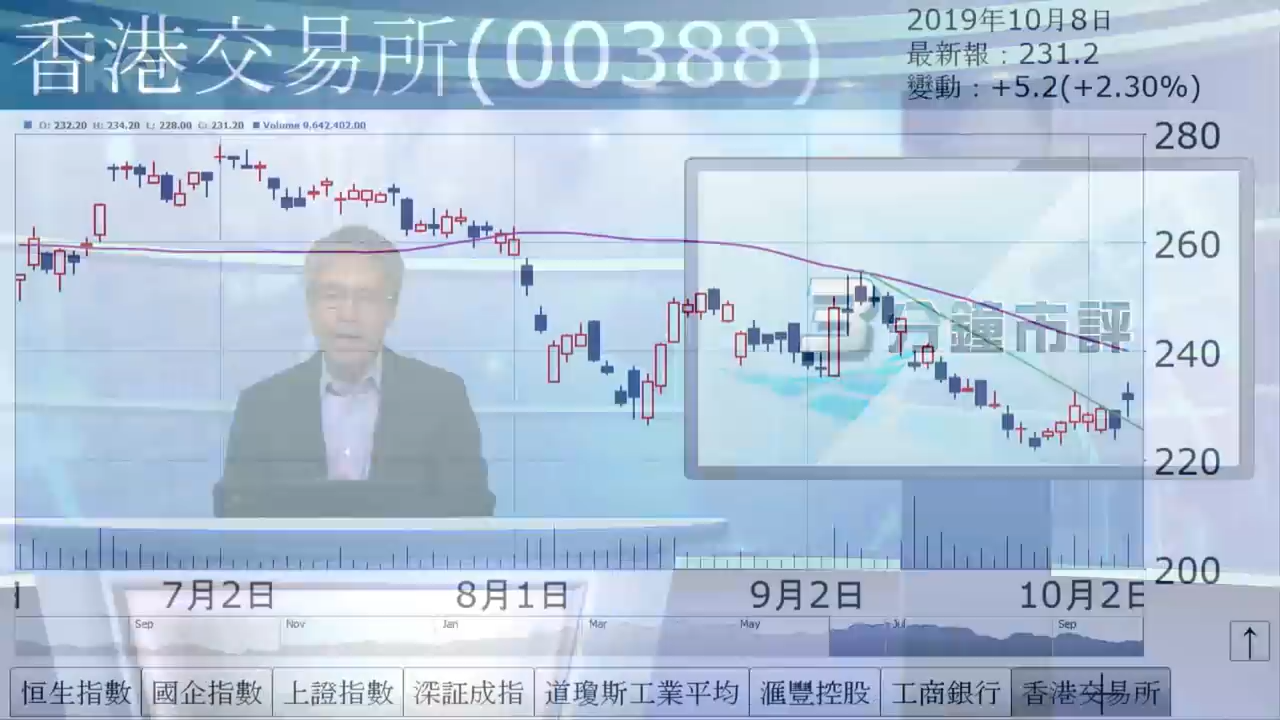 香港交易所(00388)
2019年10月8日
最新報：231.2
變動：+5.2(+2.30%)
O: 232.20 H: 234.20 L: 228.00 C: 231.20 Volume 9,642,402.00
280
260
240
220
200
3分鐘市評
7月2日
8月1日
9月2日
10月2日
Sep
Nov
Jan
Mar
May
Jul
Sep
↑
恒生指數
國企指數
上證指數
深証成指
道瓊斯工業平均
滙豐控股
工商銀行
香港交易所